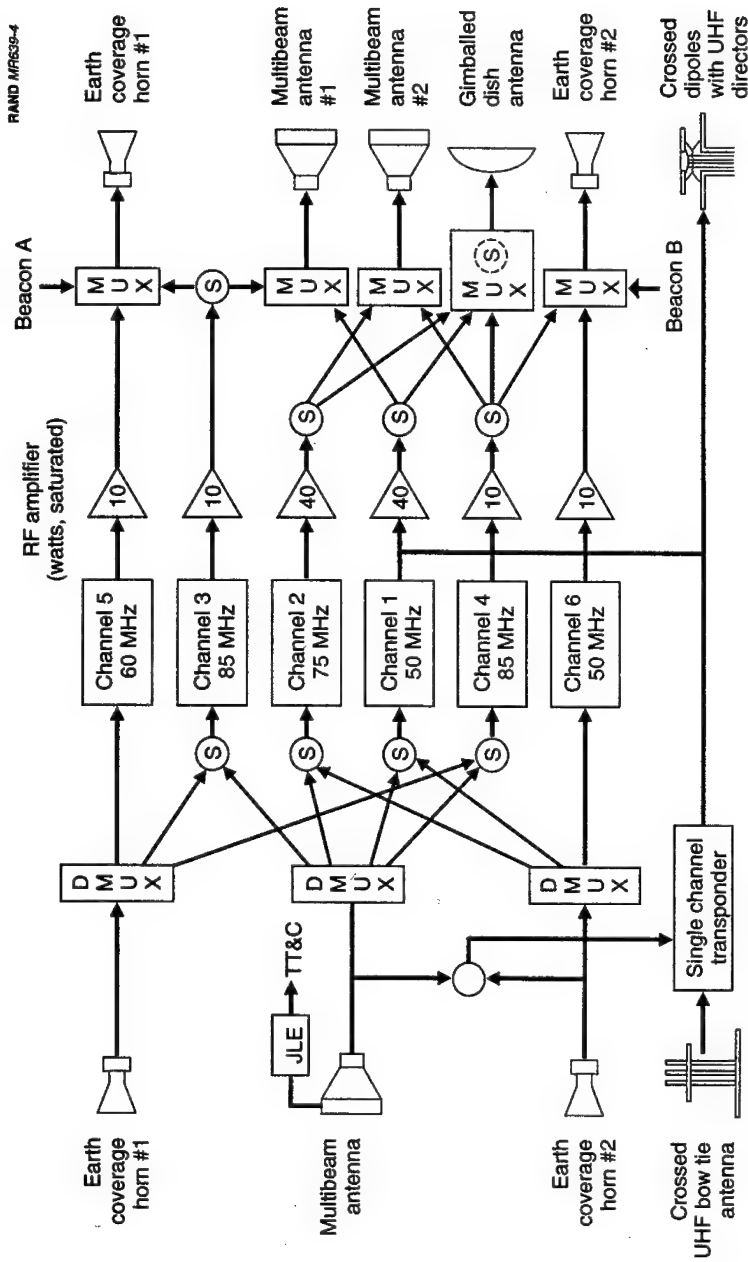 RAND MR639-4
Beacon A
RF amplifier
(watts, saturated)
Earth
coverage
horn #1
D
M
U
X
Channel 5
60 MHz
10
M
U
X
Earth
coverage
horn #1
S
Channel 3
85 MHz
10
S
JLE
TT&C
Multibeam
antenna
D
M
U
X
S
Channel 2
75 MHz
40
S
M
U
X
Multibeam
antenna
#1
S
Channel 1
50 MHz
40
S
M
U
X
Multibeam
antenna
#2
S
Channel 4
85 MHz
10
S
M
U
X
S
Gimballed
dish
antenna
Earth
coverage
horn #2
D
M
U
X
Channel 6
50 MHz
10
M
U
X
Earth
coverage
horn #2
Beacon B
Crossed
UHF bow tie
antenna
Single channel
transponder
Crossed
dipoles
with UHF
directors